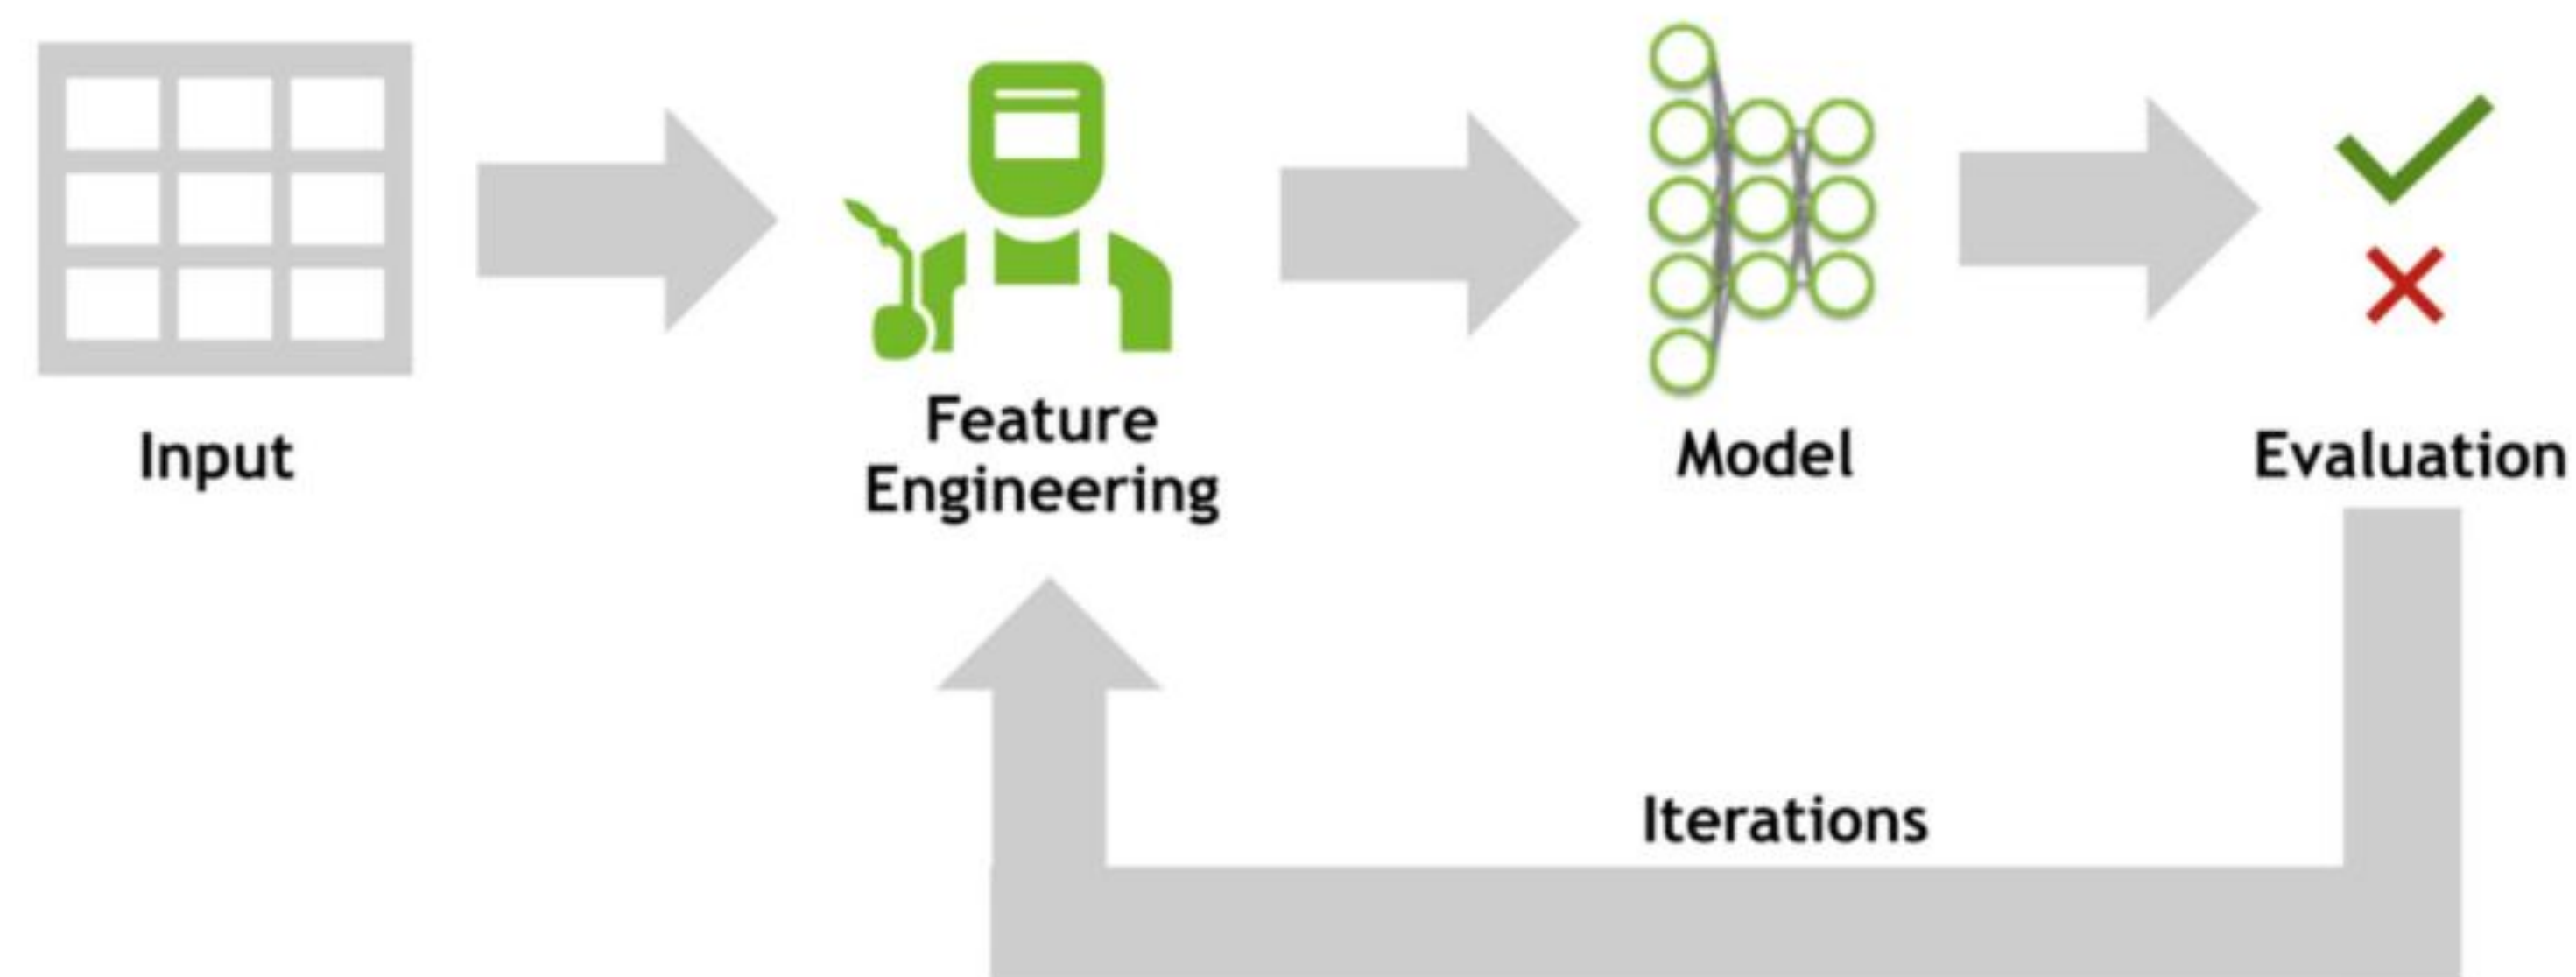 Input
Feature
Engineering
Model
Evaluation
Iterations